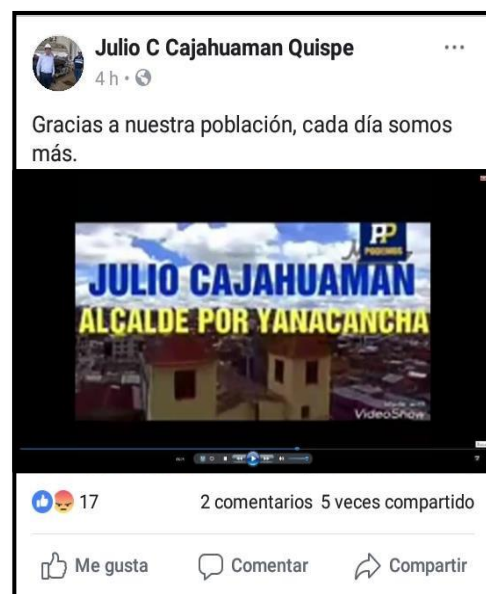 Julio C Cajahuaman Quispe
4 h
Gracias a nuestra población, cada día somos
más.
PP
PODEMOS
JULIO CAJAHUAMAN
ALCALDE POR YANACANCHA
VideoShow
17
2 comentarios 5 veces compartido
Me gusta
Comentar
Compartir